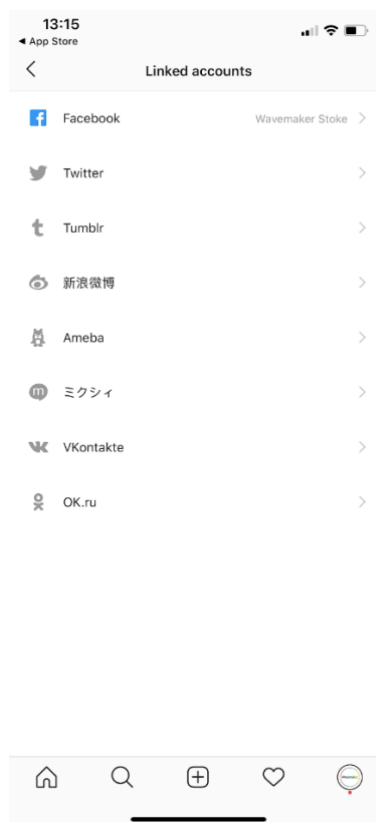 13:15
◀ App Store
Linked accounts
Facebook Wavemaker Stoke
Twitter
Tumblr
新浪微博
Ameba
ミクシィ
VKontakte
OK.ru